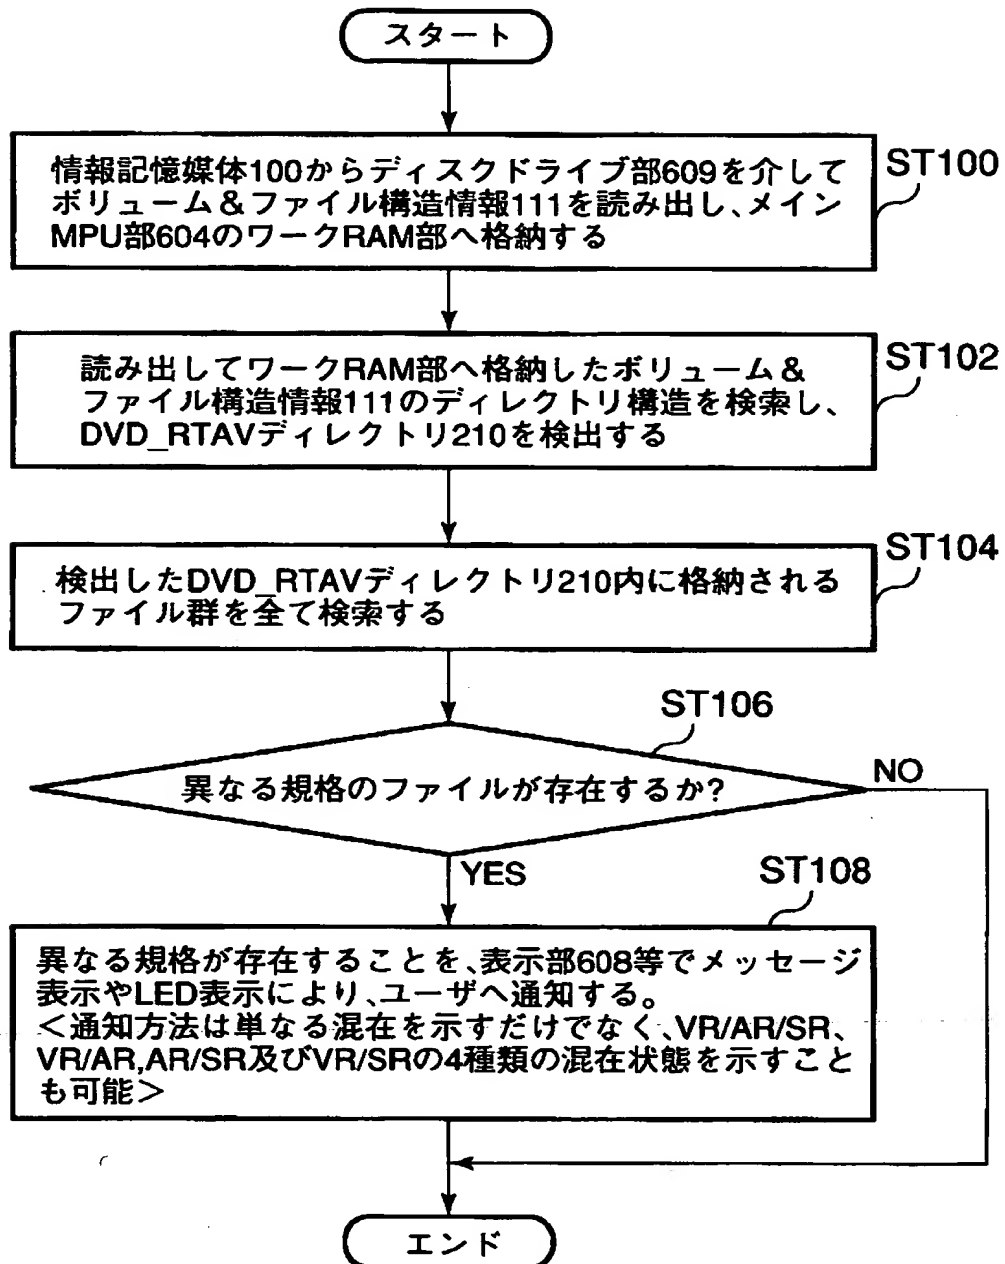 スタート
情報記憶媒体100からディスクドライブ部609を介して
ボリューム&ファイル構造情報111を読み出し、メイン
MPU部604のワークRAM部へ格納する
ST100
読み出してワークRAM部へ格納したボリューム&
ファイル構造情報111のディレクトリ構造を検索し、
DVD_RTAVディレクトリ210を検出する
ST102
検出したDVD_RTAVディレクトリ210内に格納される
ファイル群を全て検索する
ST104
ST106
異なる規格のファイルが存在するか?
NO
YES
ST108
異なる規格が存在することを、表示部608等でメッセージ
表示やLED表示により、ユーザへ通知する。
<通知方法は単なる混在を示すだけでなく、VR/AR/SR、
VR/AR,AR/SR及びVR/SRの4種類の混在状態を示すこと
も可能>
エンド